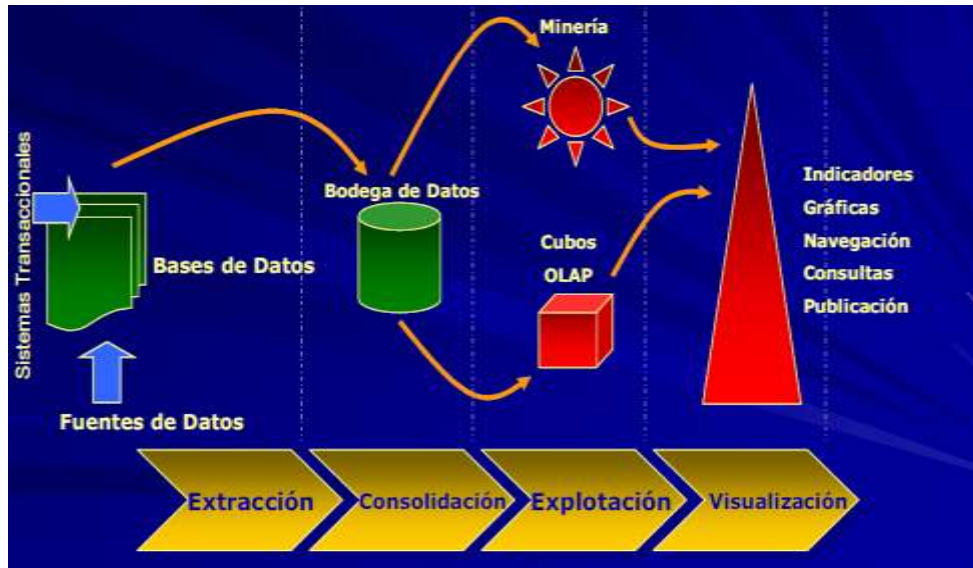 Minería
Sistemas Transaccionales
Bodega de Datos
Bases de Datos
Cubos
OLAP
Indicadores
Gráficas
Navegación
Consultas
Publicación
Fuentes de Datos
Extracción
Consolidación
Explotación
Visualización